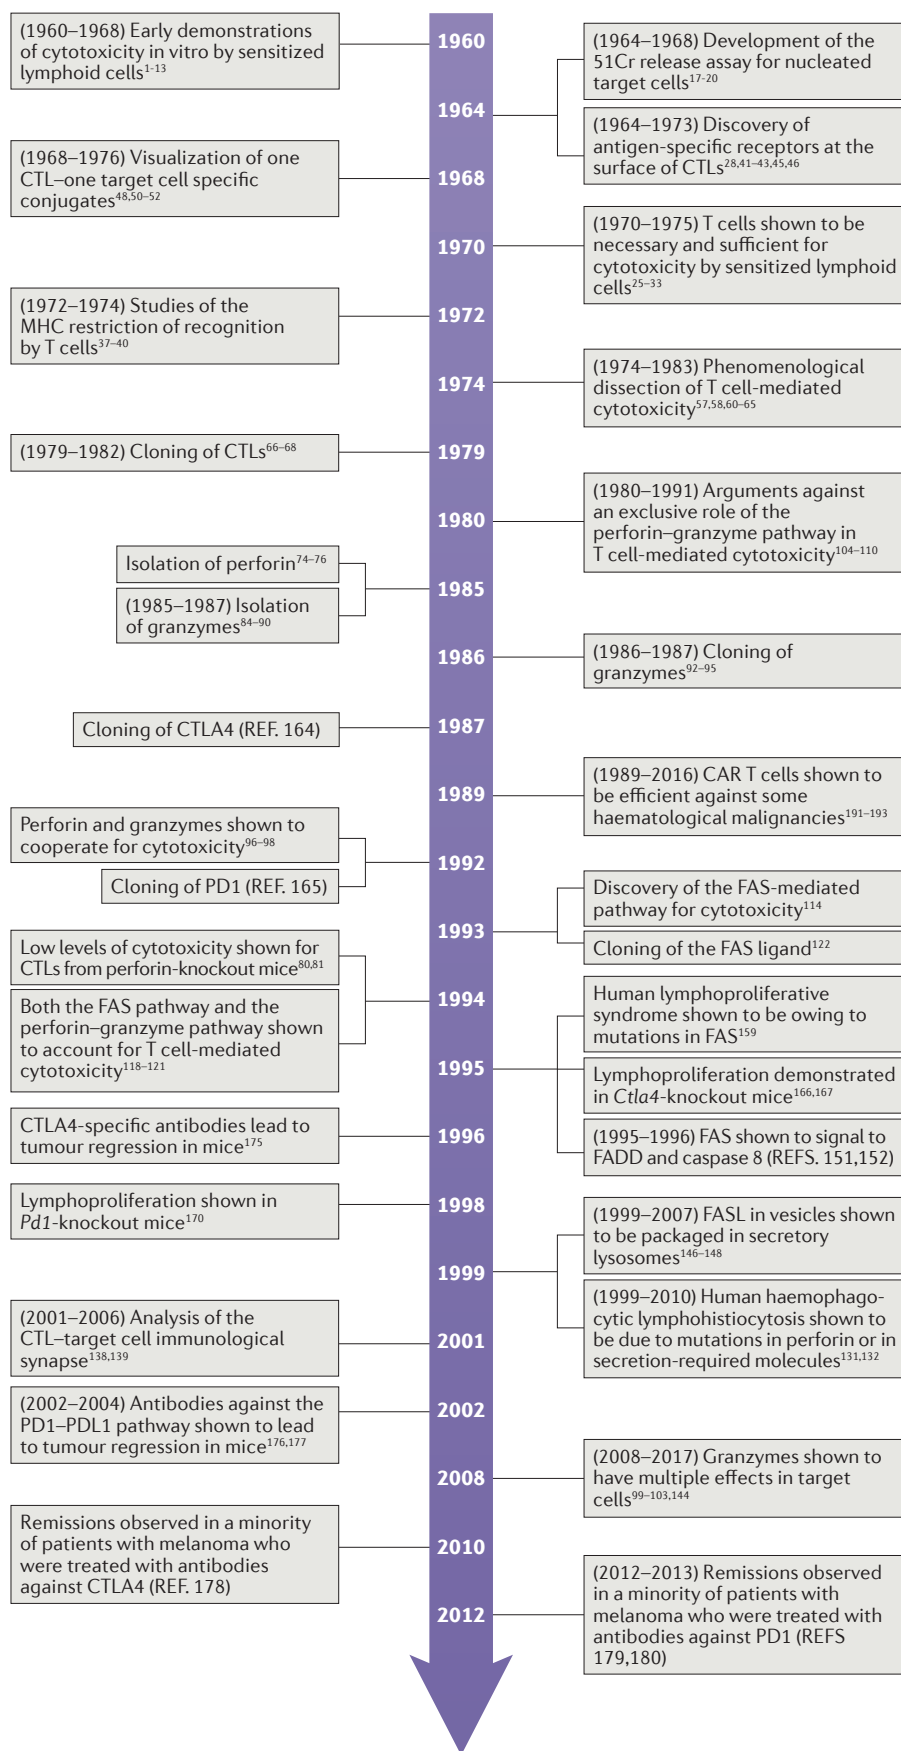 (1960–1968) Early demonstrations
of cytotoxicity in vitro by sensitized
lymphoid cells1-13
1960
(1964–1968) Development of the
51Cr release assay for nucleated
target cells17-20
1964
(1964–1973) Discovery of
antigen-specific receptors at the
surface of CTLs28,41–43,45,46
(1968–1976) Visualization of one
CTL–one target cell specific
conjugates48,50–52
1968
(1970–1975) T cells shown to be
necessary and sufficient for
cytotoxicity by sensitized lymphoid
cells25–33
1970
(1972–1974) Studies of the
MHC restriction of recognition
by T cells37–40
1972
(1974–1983) Phenomenological
dissection of T cell-mediated
cytotoxicity57,58,60–65
1974
(1979–1982) Cloning of CTLs66–68
1979
(1980–1991) Arguments against
an exclusive role of the
perforin–granzyme pathway in
T cell-mediated cytotoxicity104–110
1980
Isolation of perforin74–76
1985
(1985–1987) Isolation
of granzymes84–90
1986
(1986–1987) Cloning of
granzymes92–95
Cloning of CTLA4 (REF. 164)
1987
(1989–2016) CAR T cells shown to
be efficient against some
haematological malignancies191–193
1989
Perforin and granzymes shown to
cooperate for cytotoxicity96–98
1992
Cloning of PD1 (REF. 165)
Discovery of the FAS-mediated
pathway for cytotoxicity114
1993
Cloning of the FAS ligand122
Low levels of cytotoxicity shown for
CTLs from perforin-knockout mice80,81
1994
Both the FAS pathway and the
perforin–granzyme pathway shown
to account for T cell-mediated
cytotoxicity118–121
Human lymphoproliferative
syndrome shown to be owing to
mutations in FAS159
1995
Lymphoproliferation demonstrated
in Ctla4-knockout mice166,167
(1995–1996) FAS shown to signal to
FADD and caspase 8 (REFS. 151,152)
CTLA4-specific antibodies lead to
tumour regression in mice175
1996
Lymphoproliferation shown in
Pd1-knockout mice170
1998
(1999–2007) FASL in vesicles shown
to be packaged in secretory
lysosomes146–148
1999
(1999–2010) Human haemophago-
cytic lymphohistiocytosis shown to
be due to mutations in perforin or in
secretion-required molecules131,132
(2001–2006) Analysis of the
CTL–target cell immunological
synapse138,139
2001
(2002–2004) Antibodies against the
PD1–PDL1 pathway shown to lead
to tumour regression in mice176,177
2002
(2008–2017) Granzymes shown to
have multiple effects in target
cells99–103,144
2008
Remissions observed in a minority
of patients with melanoma who
were treated with antibodies
against CTLA4 (REF. 178)
2010
(2012–2013) Remissions observed
in a minority of patients with
melanoma who were treated with
antibodies against PD1 (REFS
179,180)
2012